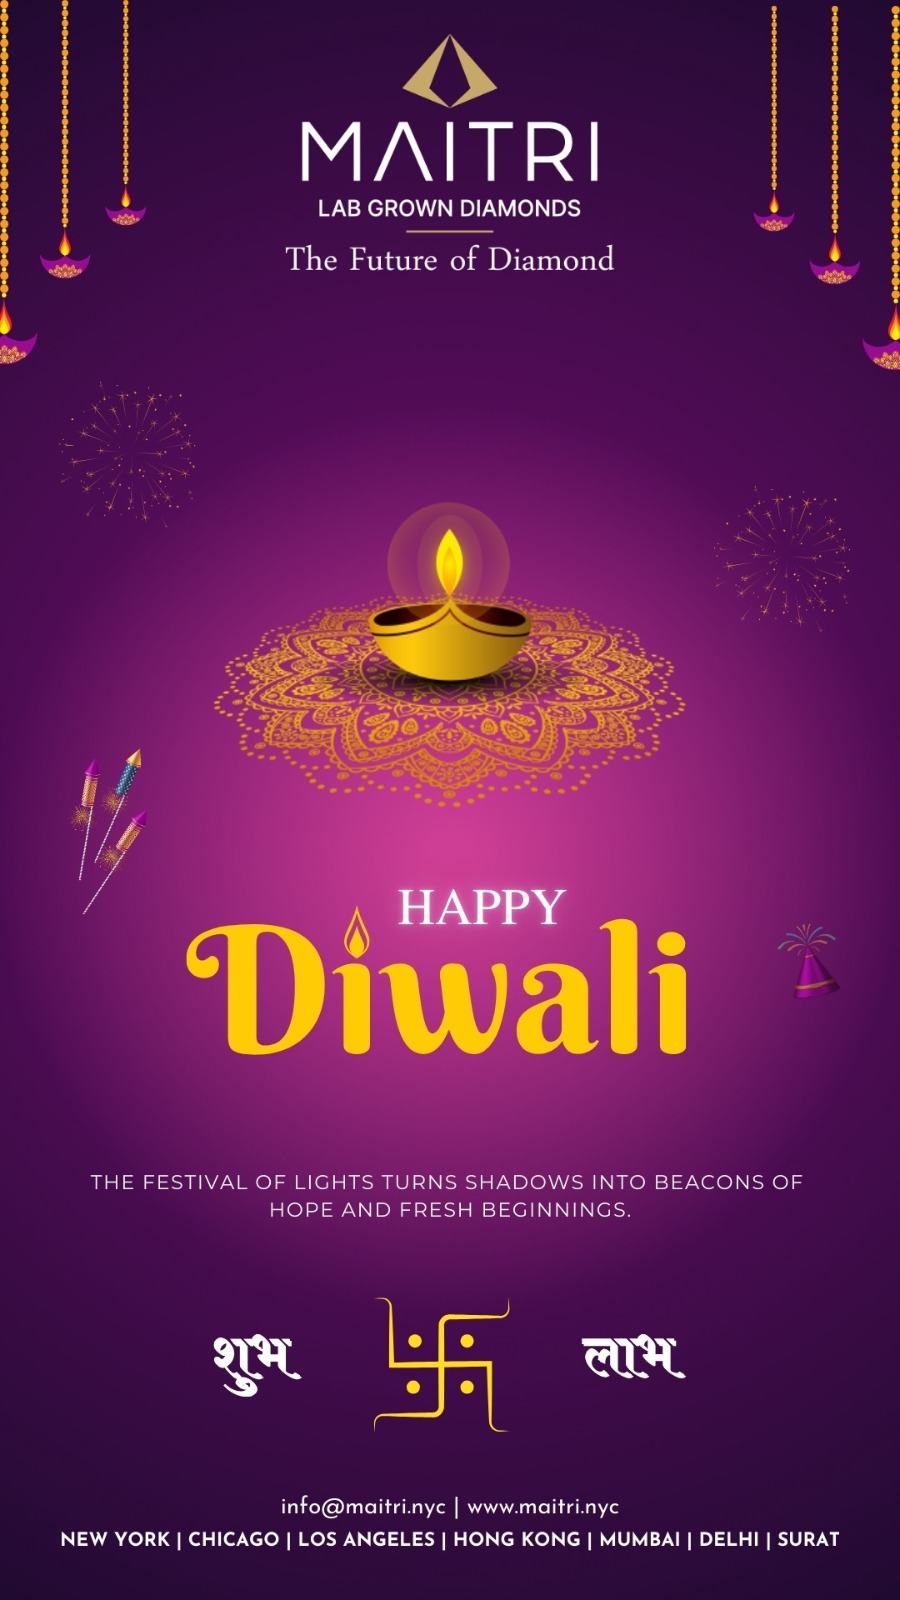 MAITRI
LAB GROWN DIAMONDS
The Future of Diamond
HAPPY
Diwali
THE FESTIVAL OF LIGHTS TURNS SHADOWS INTO BEACONS OF
HOPE AND FRESH BEGINNINGS.
शुभ लाभ
info@maitri.nyc | www.maitri.nyc
NEW YORK | CHICAGO | LOS ANGELES | HONG KONG | MUMBAI | DELHI | SURAT